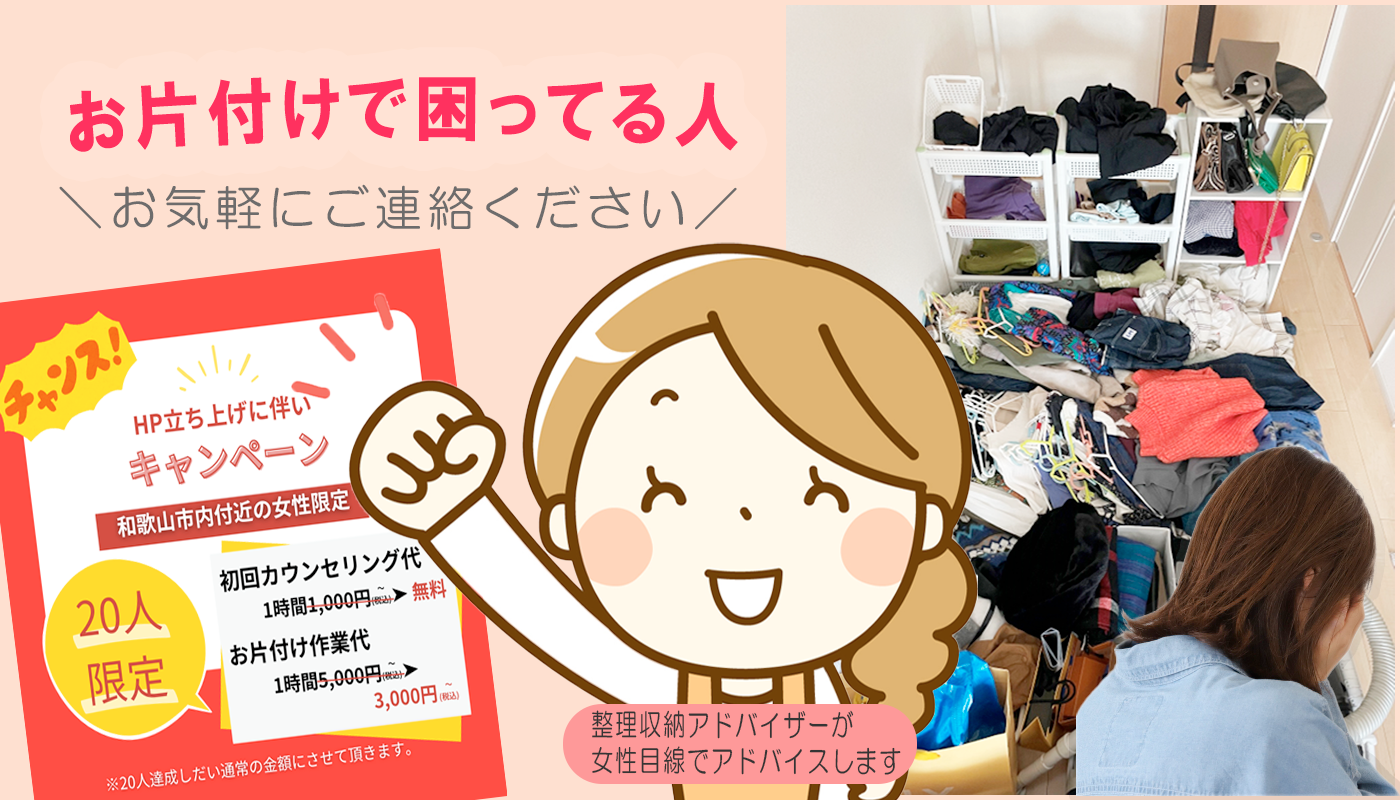 お片付けで困ってる人
＼お気軽にご連絡ください／
チャンス!
HP立ち上げに伴い
キャンペーン
和歌山市内付近の女性限定
20人
限定
初回カウンセリング代
1時間1,000円～(税込)➤無料
お片付け作業代
1時間5,000円～(税込)➤
3,000円～(税込)
※20人達成しだい通常の金額にさせて頂きます。
整理収納アドバイザーが
女性目線でアドバイスします